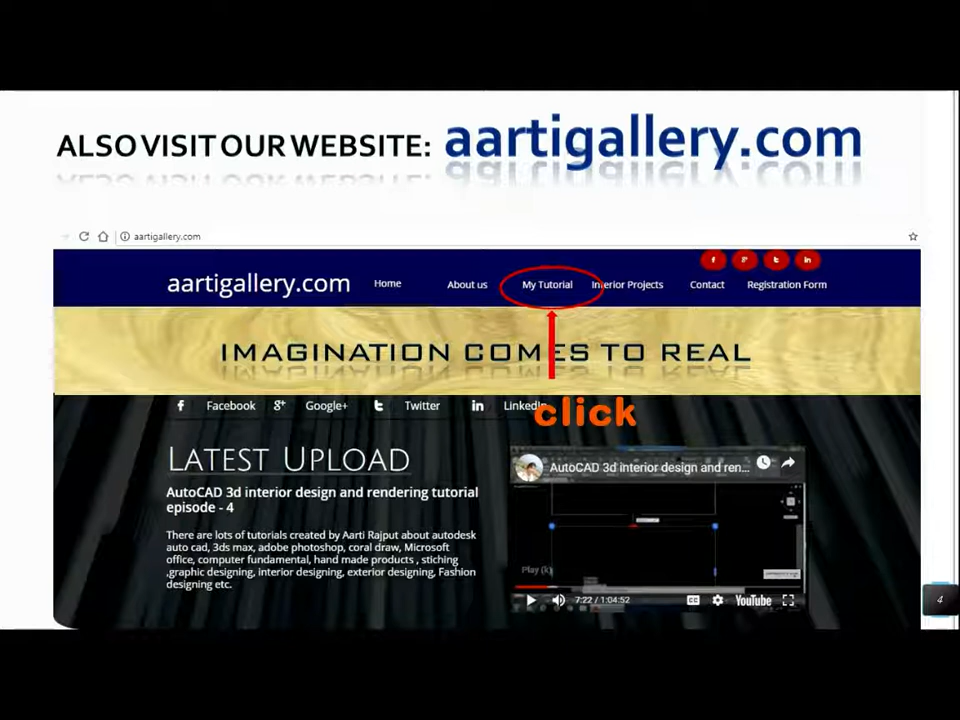 ALSO VISIT OUR WEBSITE: aartigallery.com
aartigallery.com
aartigallery.com Home About us My Tutorial Interior Projects Contact Registration Form
IMAGINATION COMES TO REAL
Facebook Google+ Twitter LinkedIn
click
LATEST UPLOAD
AutoCAD 3d interior design and rendering tutorial
episode - 4
There are lots of tutorials created by Aarti Rajput about autodesk
auto cad, 3ds max, adobe photoshop, coral draw, Microsoft
office, computer fundamental, hand made products , stiching
,graphic designing, interior designing, exterior designing, Fashion
designing etc.
AutoCAD 3d interior design and ren...
Play (k)
7:22 / 1:04:52 CC YouTube
4